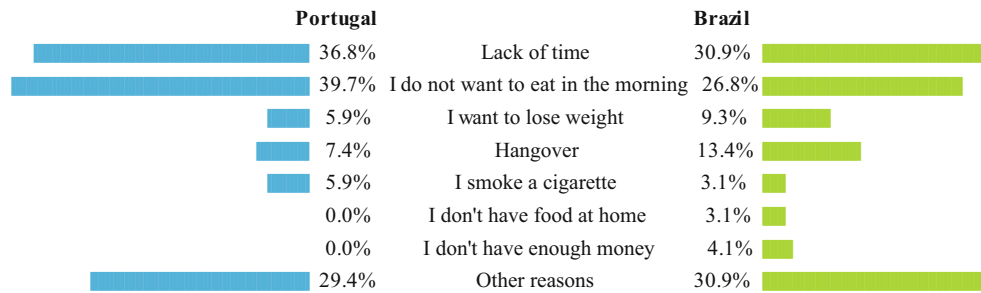 Portugal Brazil
36.8% Lack of time 30.9%
39.7% I do not want to eat in the morning 26.8%
5.9% I want to lose weight 9.3%
7.4% Hangover 13.4%
5.9% I smoke a cigarette 3.1%
0.0% I don't have food at home 3.1%
0.0% I don't have enough money 4.1%
29.4% Other reasons 30.9%